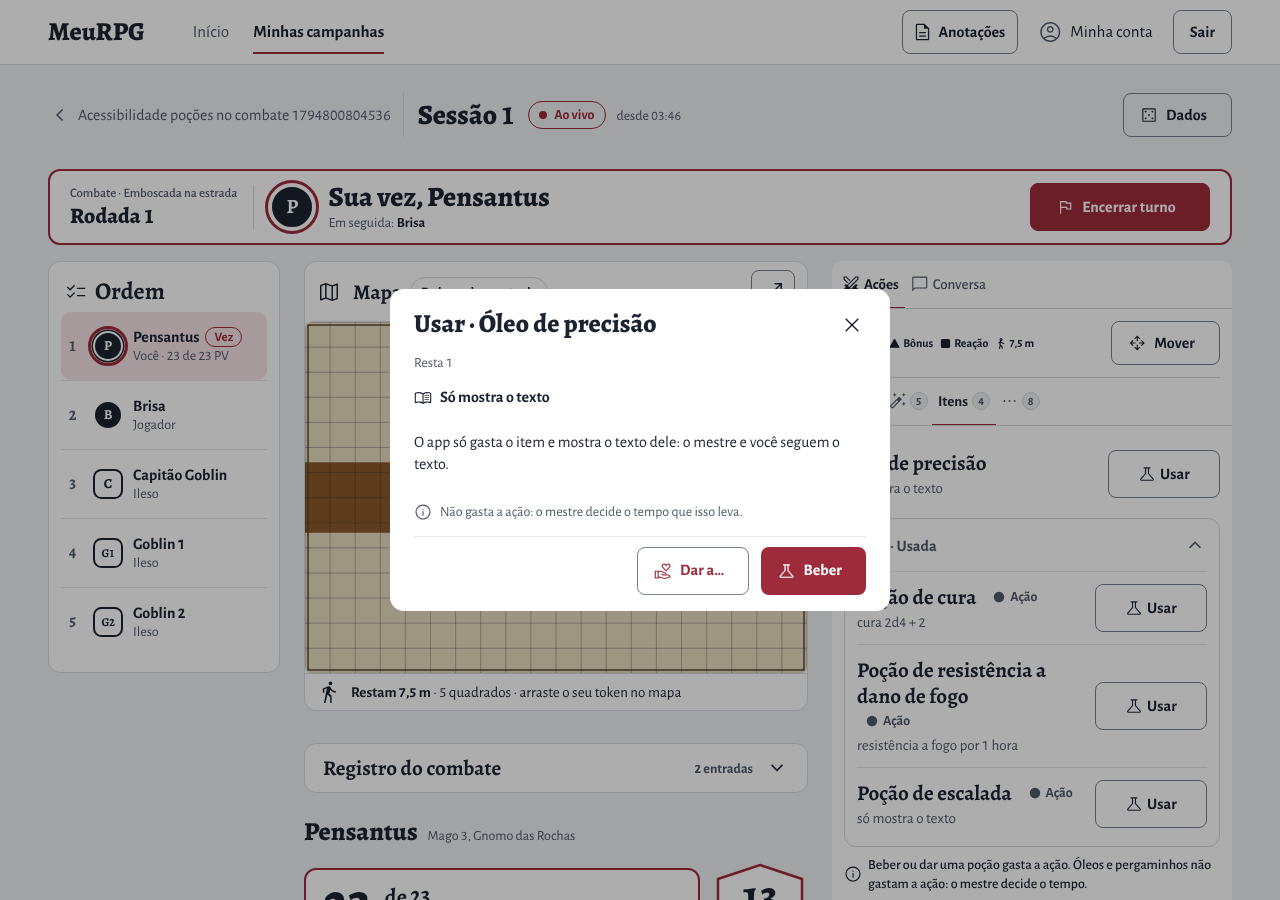 MeuRPG
Início
Minhas campanhas
Anotações
Minha conta
Sair
Acessibilidade poções no combate 1794800804536
Sessão 1
Ao vivo
desde 03:46
Dados
Combate · Emboscada na estrada
Rodada 1
P
Sua vez, Pensantus
Em seguida: Brisa
Encerrar turno
Ordem
1
P
Pensantus
Vez
Você · 23 de 23 PV
2
B
Brisa
Jogador
3
C
Capitão Goblin
Ileso
4
G1
Goblin 1
Ileso
5
G2
Goblin 2
Ileso
Restam 7,5 m · 5 quadrados · arraste o seu token no mapa
Registro do combate
2 entradas
Pensantus
Mago 3, Gnomo das Rochas
de 23
13
Usar · Óleo de precisão
Resta 1
Só mostra o texto
O app só gasta o item e mostra o texto dele: o mestre e você seguem o
texto.
Não gasta a ação: o mestre decide o tempo que isso leva.
Dar a...
Beber
Ações
Conversa
Bônus
Reação
7,5 m
Mover
5
Itens
4
8
de precisão
o texto
Usar
· Usada
de cura
Ação
cura 2d4 + 2
Usar
Poção de resistência a
dano de fogo
Ação
resistência a fogo por 1 hora
Usar
Poção de escalada
Ação
só mostra o texto
Usar
Beber ou dar uma poção gasta a ação. Óleos e pergaminhos não
gastam a ação: o mestre decide o tempo.